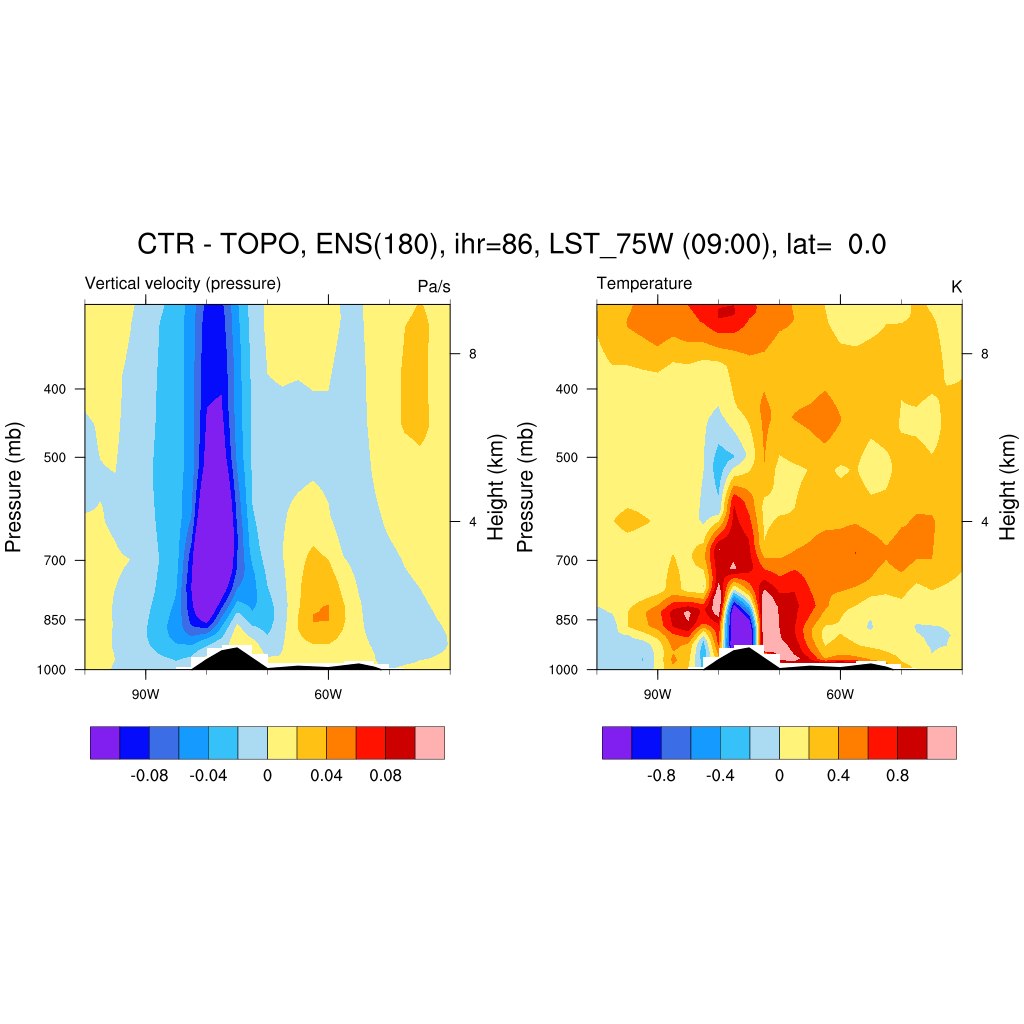 CTR - TOPO, ENS(180), ihr=86, LST_75W (09:00), lat=  0.0
Vertical velocity (pressure)
Pa/s
Pressure (mb)
400
500
700
850
1000
8
4
Height (km)
90W
60W
-0.08
-0.04
0
0.04
0.08
Temperature
K
Pressure (mb)
400
500
700
850
1000
8
4
Height (km)
90W
60W
-0.8
-0.4
0
0.4
0.8